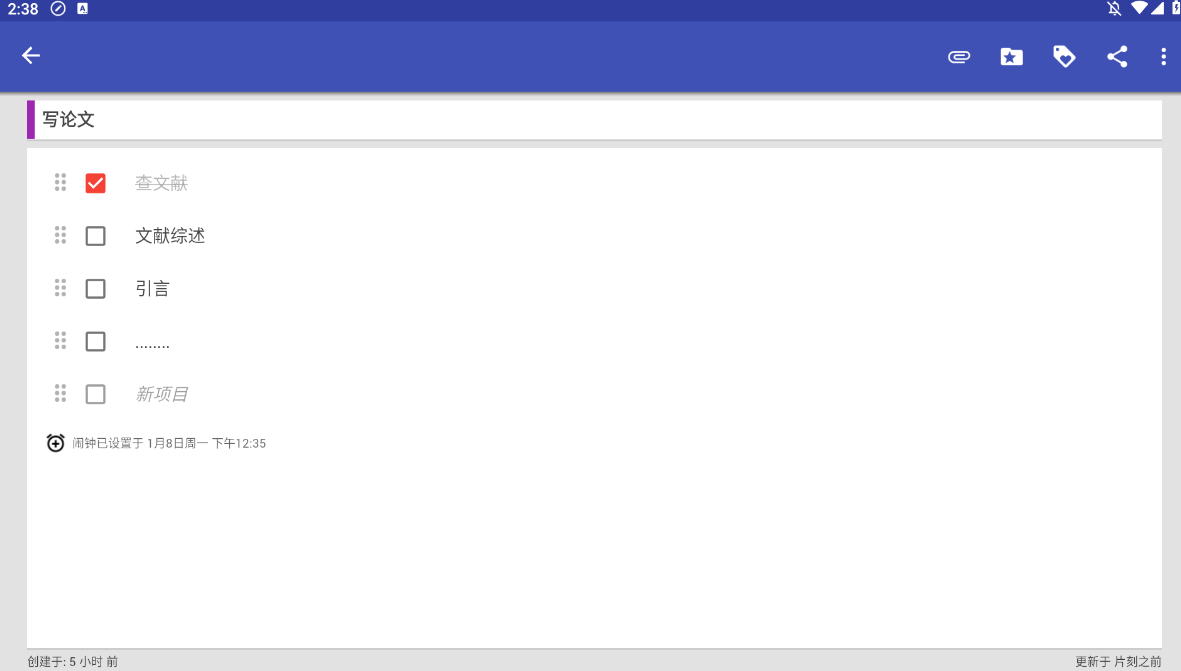 2:38
写论文
查文献
文献综述
引言
........
新项目
闹钟已设置于 1月8日周一 下午12:35
创建于: 5 小时 前
更新于 片刻之前